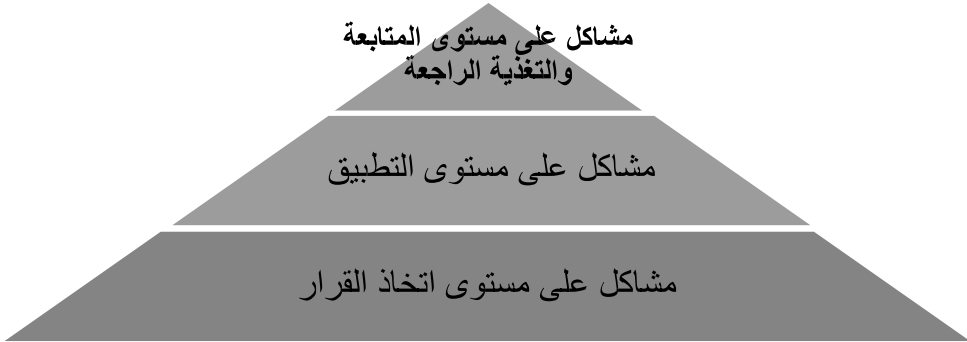 مشاكل على مستوى المتابعة
والتغذية الراجعة
مشاكل على مستوى التطبيق
مشاكل على مستوى اتخاذ القرار